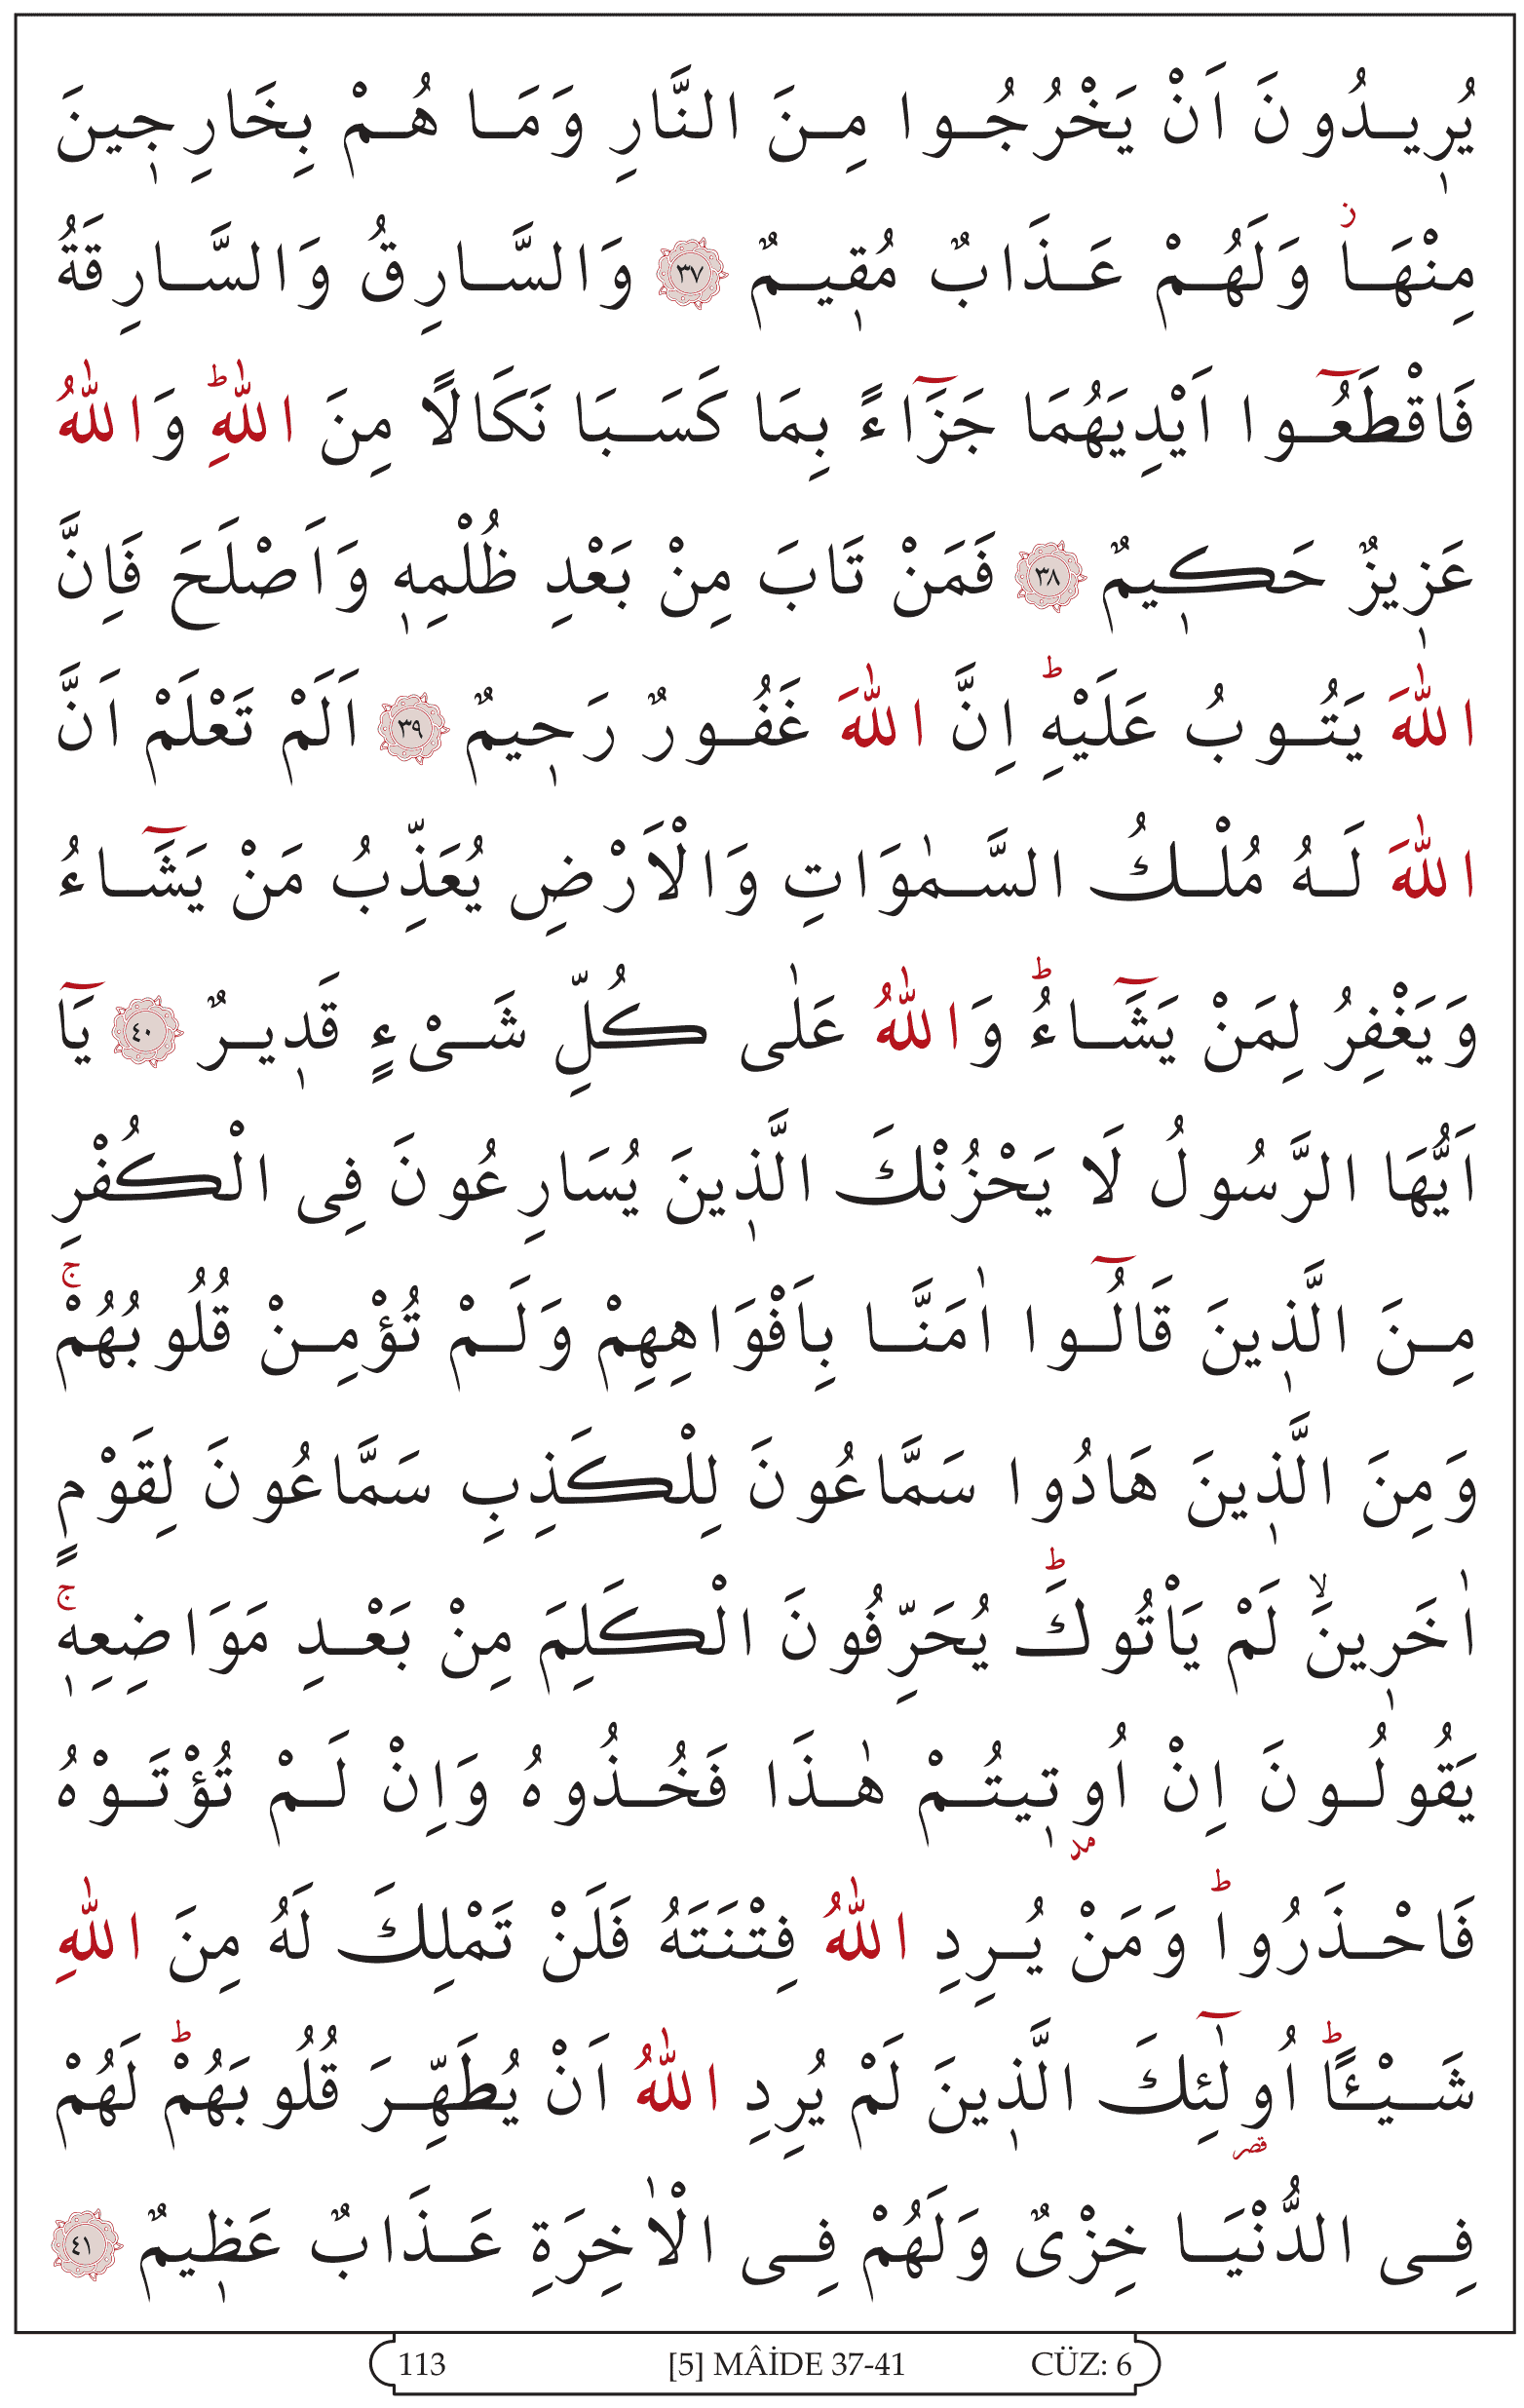 يُر۪يدُونَ اَنْ يَخْرُجُوا مِنَ النَّارِ وَمَا هُمْ بِخَارِج۪ينَ
مِنْهَاۘ وَلَهُمْ عَذَابٌ مُق۪يمٌ ﴿٣٧﴾ وَالسَّارِقُ وَالسَّارِقَةُ
فَاقْطَعُٓوا اَيْدِيَهُمَا جَزَٓاءً بِمَا كَسَبَا نَكَالًا مِنَ اللّٰهِۜ وَاللّٰهُ
عَز۪يزٌ حَك۪يمٌ ﴿٣٨﴾ فَمَنْ تَابَ مِنْ بَعْدِ ظُلْمِه۪ وَاَصْلَحَ فَاِنَّ
اللّٰهَ يَتُوبُ عَلَيْهِۜ اِنَّ اللّٰهَ غَفُورٌ رَح۪يمٌ ﴿٣٩﴾ اَلَمْ تَعْلَمْ اَنَّ
اللّٰهَ لَهُ مُلْكُ السَّمٰوَاتِ وَالْاَرْضِ يُعَذِّبُ مَنْ يَشَٓاءُ
وَيَغْفِرُ لِمَنْ يَشَٓاءُۜ وَاللّٰهُ عَلٰى كُلِّ شَىْءٍ قَد۪يرٌ ﴿٤٠﴾ يَٓا
اَيُّهَا الرَّسُولُ لَا يَحْزُنْكَ الَّذ۪ينَ يُسَارِعُونَ فِى الْكُفْرِ
مِنَ الَّذ۪ينَ قَالُٓوا اٰمَنَّا بِاَفْوَاهِهِمْ وَلَمْ تُؤْمِنْ قُلُوبُهُمْۚ
وَمِنَ الَّذ۪ينَ هَادُوا سَمَّاعُونَ لِلْكَذِبِ سَمَّاعُونَ لِقَوْمٍ
اٰخَر۪ينَۙ لَمْ يَأْتُوكَۜ يُحَرِّفُونَ الْكَلِمَ مِنْ بَعْدِ مَوَاضِعِه۪ۚ
يَقُولُونَ اِنْ اُو۫ت۪يتُمْ هٰذَا فَخُذُوهُ وَاِنْ لَمْ تُؤْتَوْهُ
مد
فَاحْذَرُواۜ وَمَنْ يُرِدِ اللّٰهُ فِتْنَتَهُ فَلَنْ تَمْلِكَ لَهُ مِنَ اللّٰهِ
شَيْـًٔاۜ اُولٰٓئِكَ الَّذ۪ينَ لَمْ يُرِدِ اللّٰهُ اَنْ يُطَهِّرَ قُلُوبَهُمْۜ لَهُمْ
قصر
فِى الدُّنْيَا خِزْىٌ وَلَهُمْ فِى الْاٰخِرَةِ عَذَابٌ عَظ۪يمٌ ﴿٤١﴾
113 [5] MÂİDE 37-41 CÜZ: 6